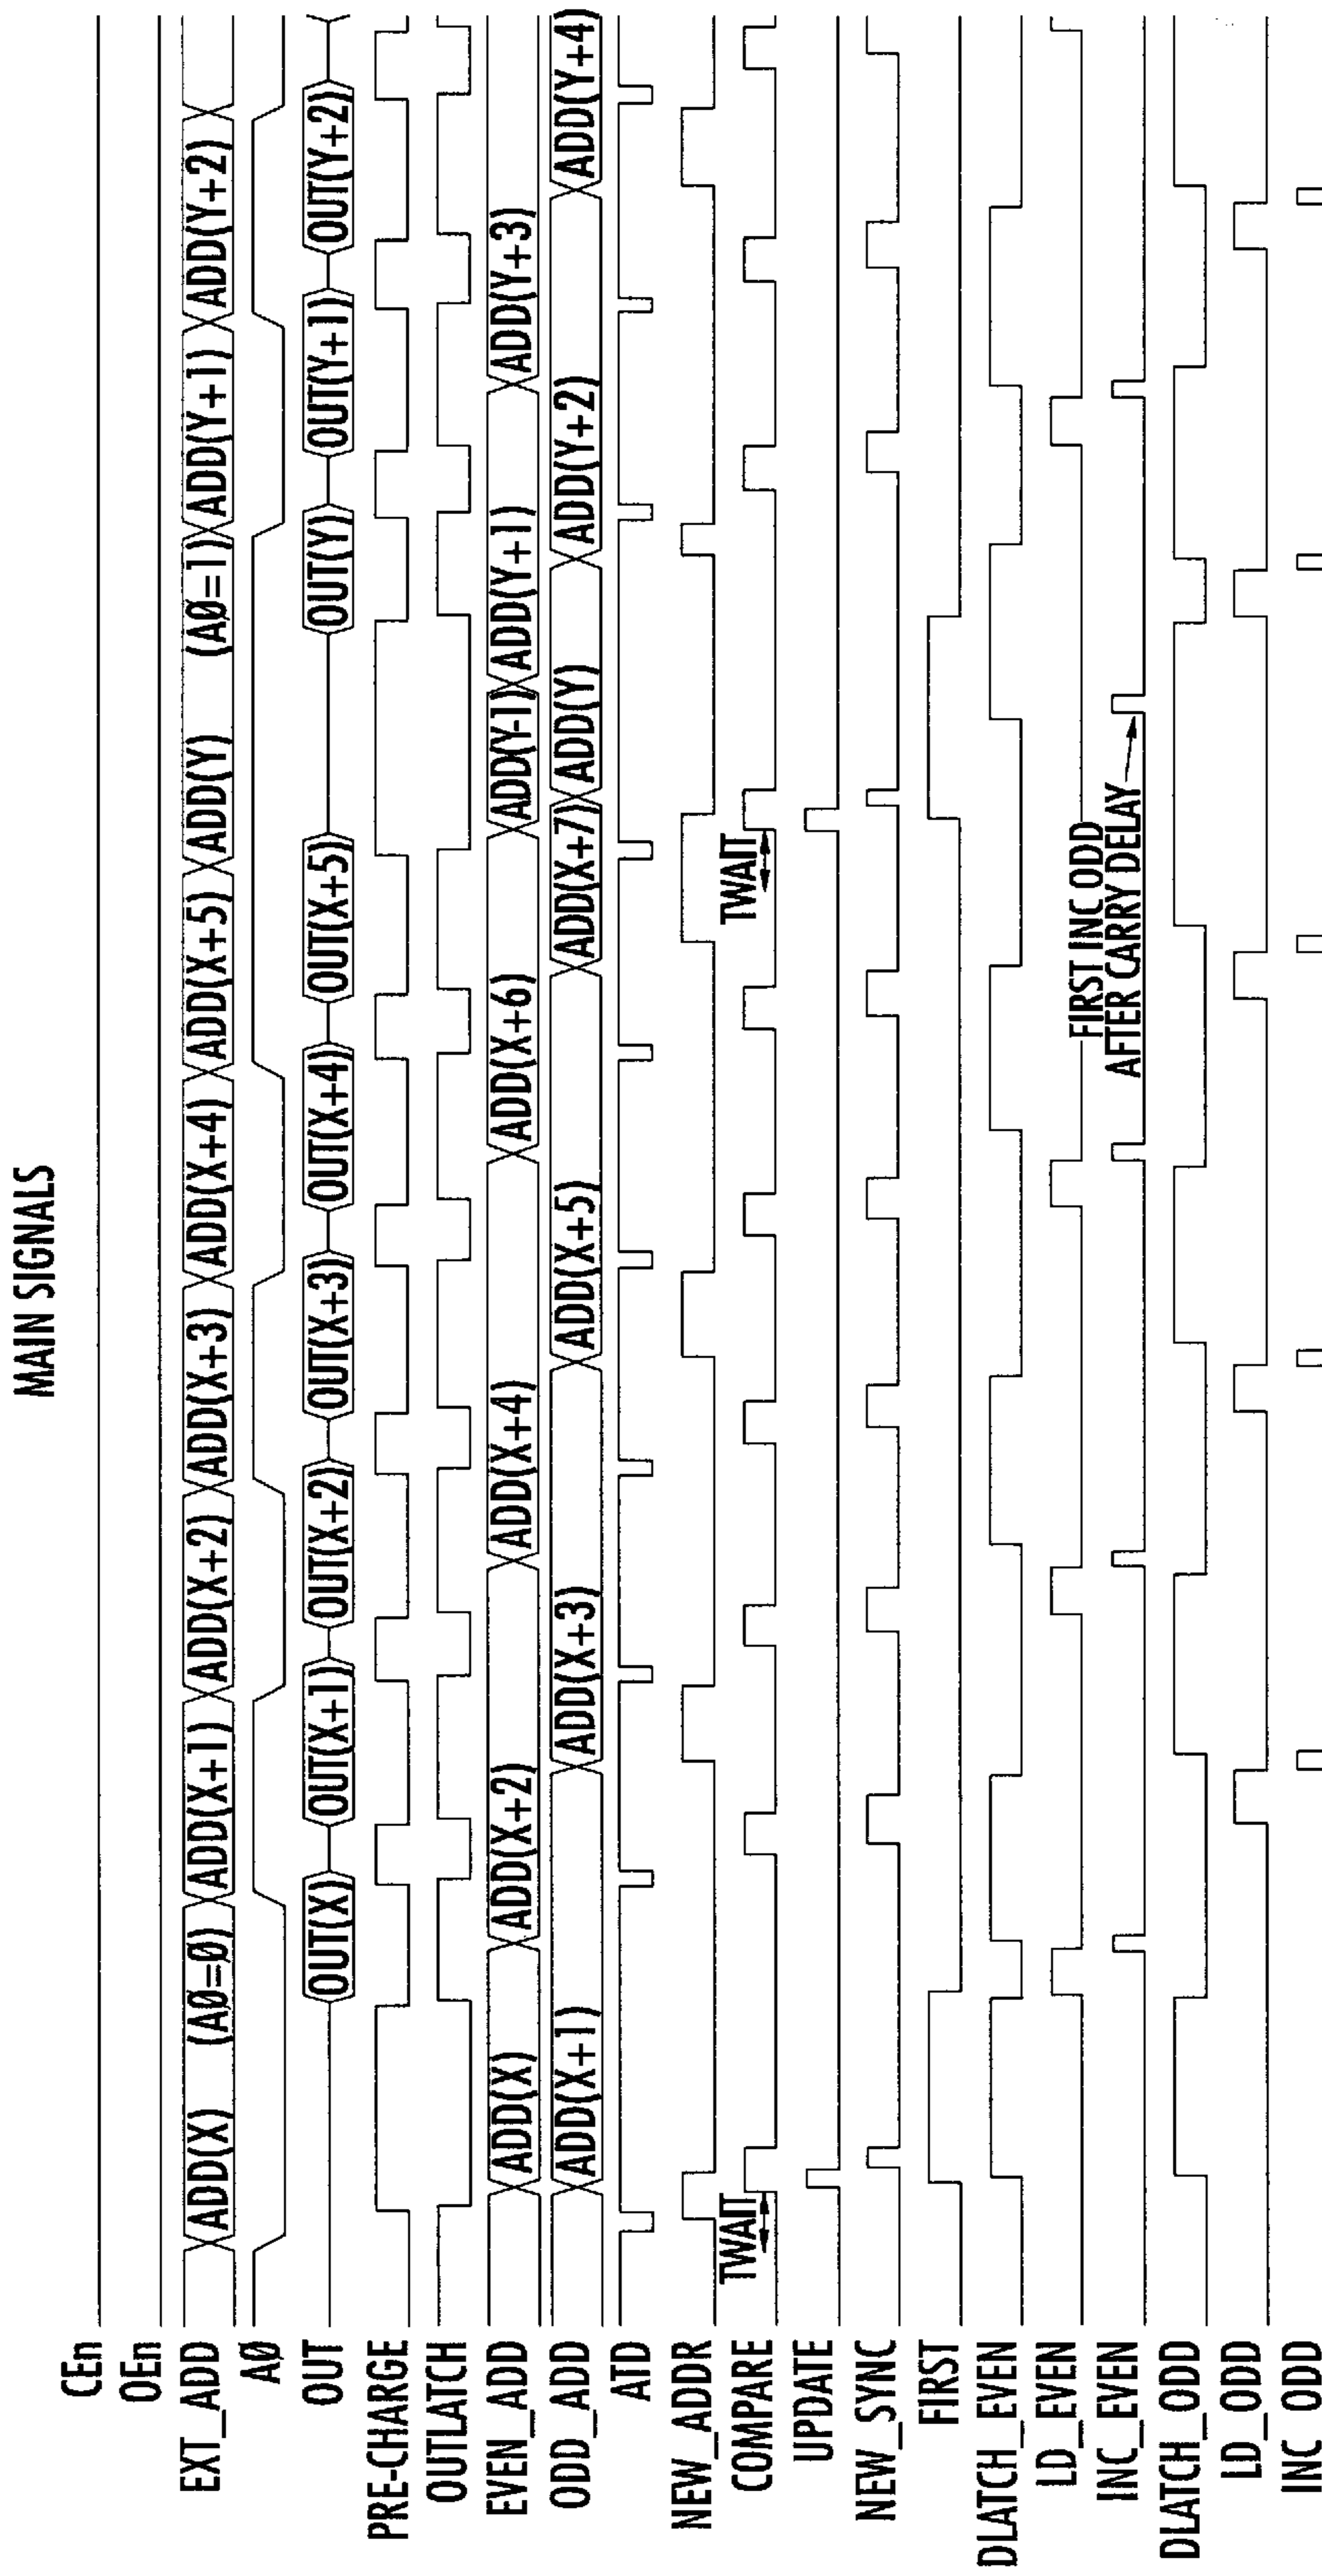 MAIN SIGNALS
CEn
OEn
EXT_ADD ADD(X) (AØ=Ø) ADD(X+1) ADD(X+2) ADD(X+3) ADD(X+4) ADD(X+5) ADD(Y) (AØ=1) ADD(Y+1) ADD(Y+2)
AØ
OUT OUT(X) OUT(X+1) OUT(X+2) OUT(X+3) OUT(X+4) OUT(X+5) OUT(Y) OUT(Y+1) OUT(Y+2)
PRE-CHARGE
OUTLATCH
EVEN_ADD ADD(X) ADD(X+2) ADD(X+4) ADD(X+6) ADD(Y-1) ADD(Y+1) ADD(Y+3)
ODD_ADD ADD(X+1) ADD(X+3) ADD(X+5) ADD(X+7) ADD(Y) ADD(Y+2) ADD(Y+4)
ATD
NEW_ADDR
COMPARE TWAIT TWAIT
UPDATE
NEW_SYNC
FIRST
DLATCH_EVEN
LD_EVEN
INC_EVEN
FIRST INC ODD
AFTER CARRY DELAY
DLATCH_ODD
LD_ODD
INC_ODD